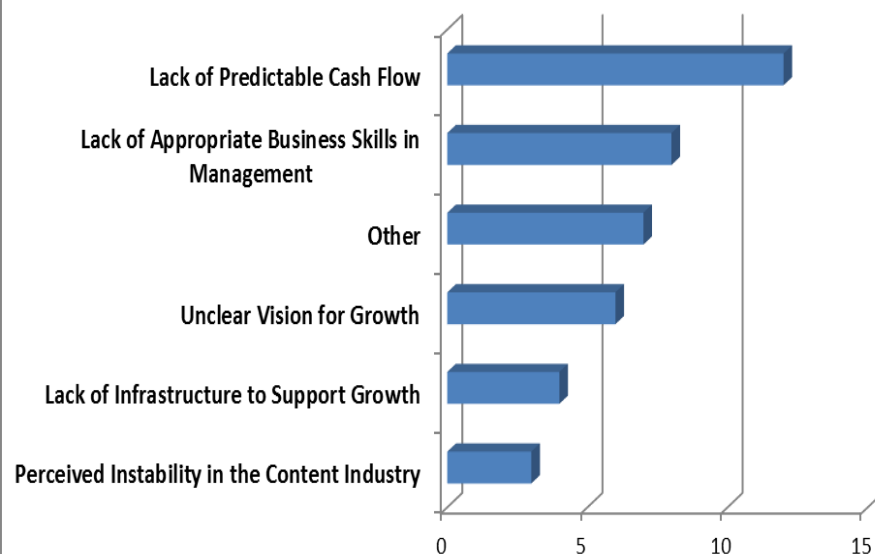 Lack of Predictable Cash Flow
Lack of Appropriate Business Skills in
Management
Other
Unclear Vision for Growth
Lack of Infrastructure to Support Growth
Perceived Instability in the Content Industry
0 5 10 15